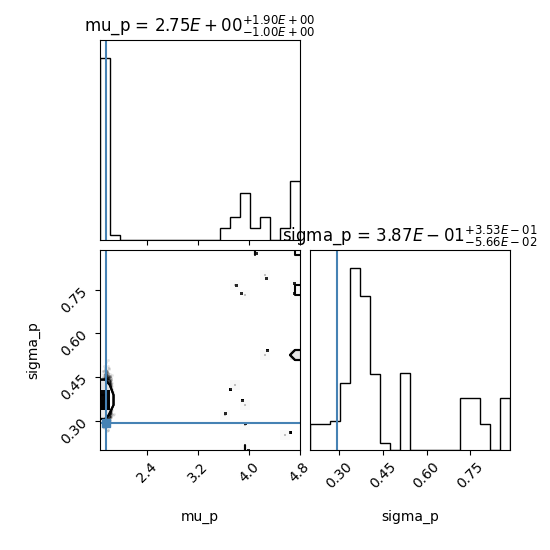 mu_p = 2.75E + 00+1.90E+00
−1.00E+00
sigma_p = 3.87E − 01+3.53E−01
−5.66E−02
0.75
0.60
0.45
0.30
sigma_p
2.4 3.2 4.0 4.8
0.30 0.45 0.60 0.75
mu_p
sigma_p